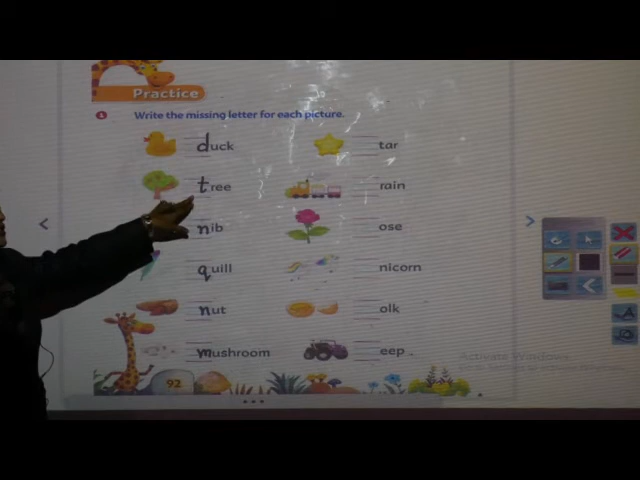 Practice
1 Write the missing letter for each picture.
duck tar
tree rain
nib ose
quill nicorn
nut olk
mushroom eep.
92
Activate Windows